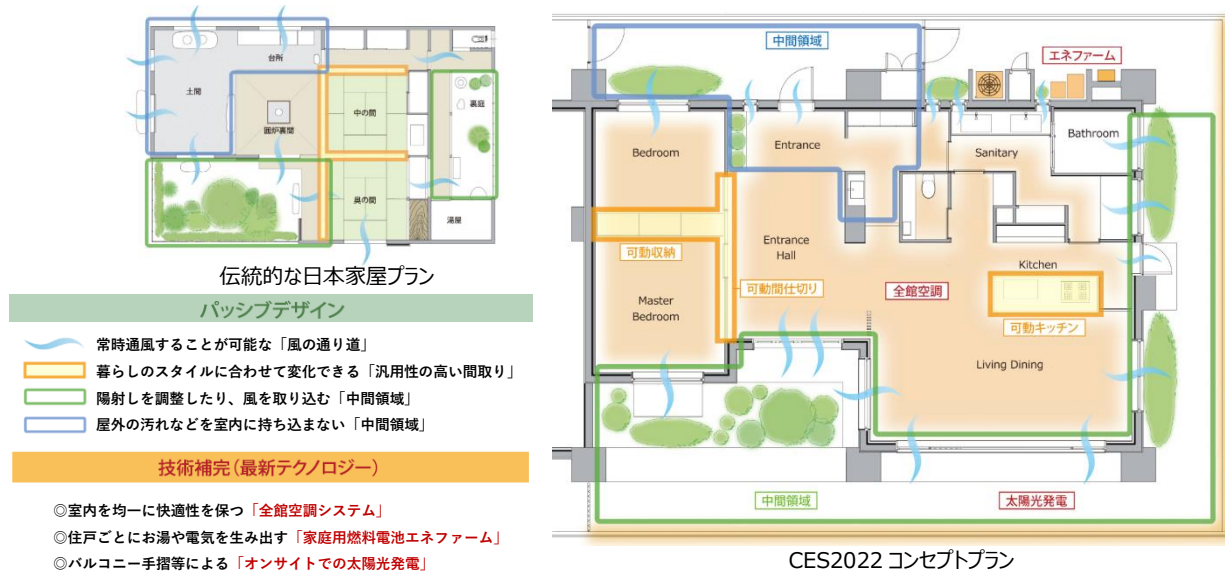 台所
土間
囲炉裏間
中の間
裏庭
奥の間
湯屋
伝統的な日本家屋プラン
パッシブデザイン
常時通風することが可能な「風の通り道」
暮らしのスタイルに合わせて変化できる「汎用性の高い間取り」
陽射しを調整したり、風を取り込む「中間領域」
屋外の汚れなどを室内に持ち込まない「中間領域」
技術補完(最新テクノロジー)
◎室内を均一に快適性を保つ「全館空調システム」
◎住戸ごとにお湯や電気を生み出す「家庭用燃料電池エネファーム」
◎バルコニー手摺等による「オンサイトでの太陽光発電」
中間領域
エネファーム
Bedroom
Entrance
Sanitary
Bathroom
可動収納
Entrance
Hall
Kitchen
可動間仕切り
全館空調
Master
Bedroom
可動キッチン
Living Dining
中間領域
太陽光発電
CES2022 コンセプトプラン